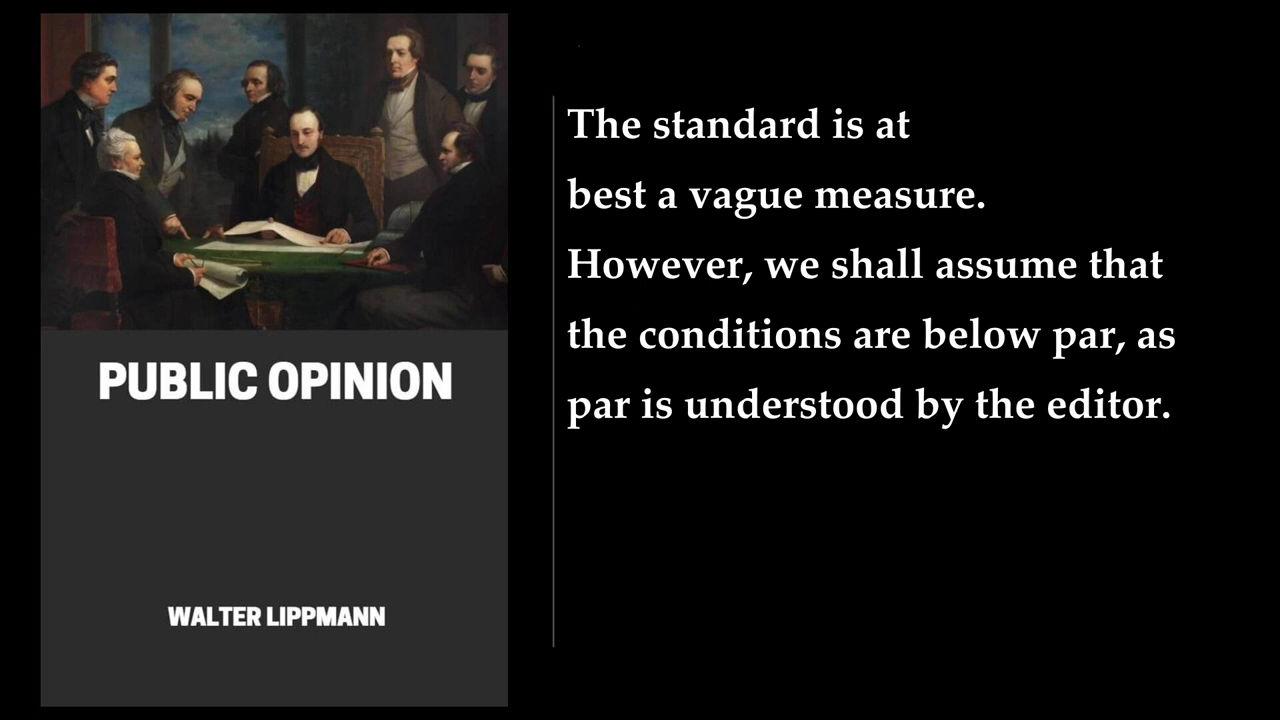 PUBLIC OPINION
WALTER LIPPMANN
The standard is at
best a vague measure.
However, we shall assume that
the conditions are below par, as
par is understood by the editor.